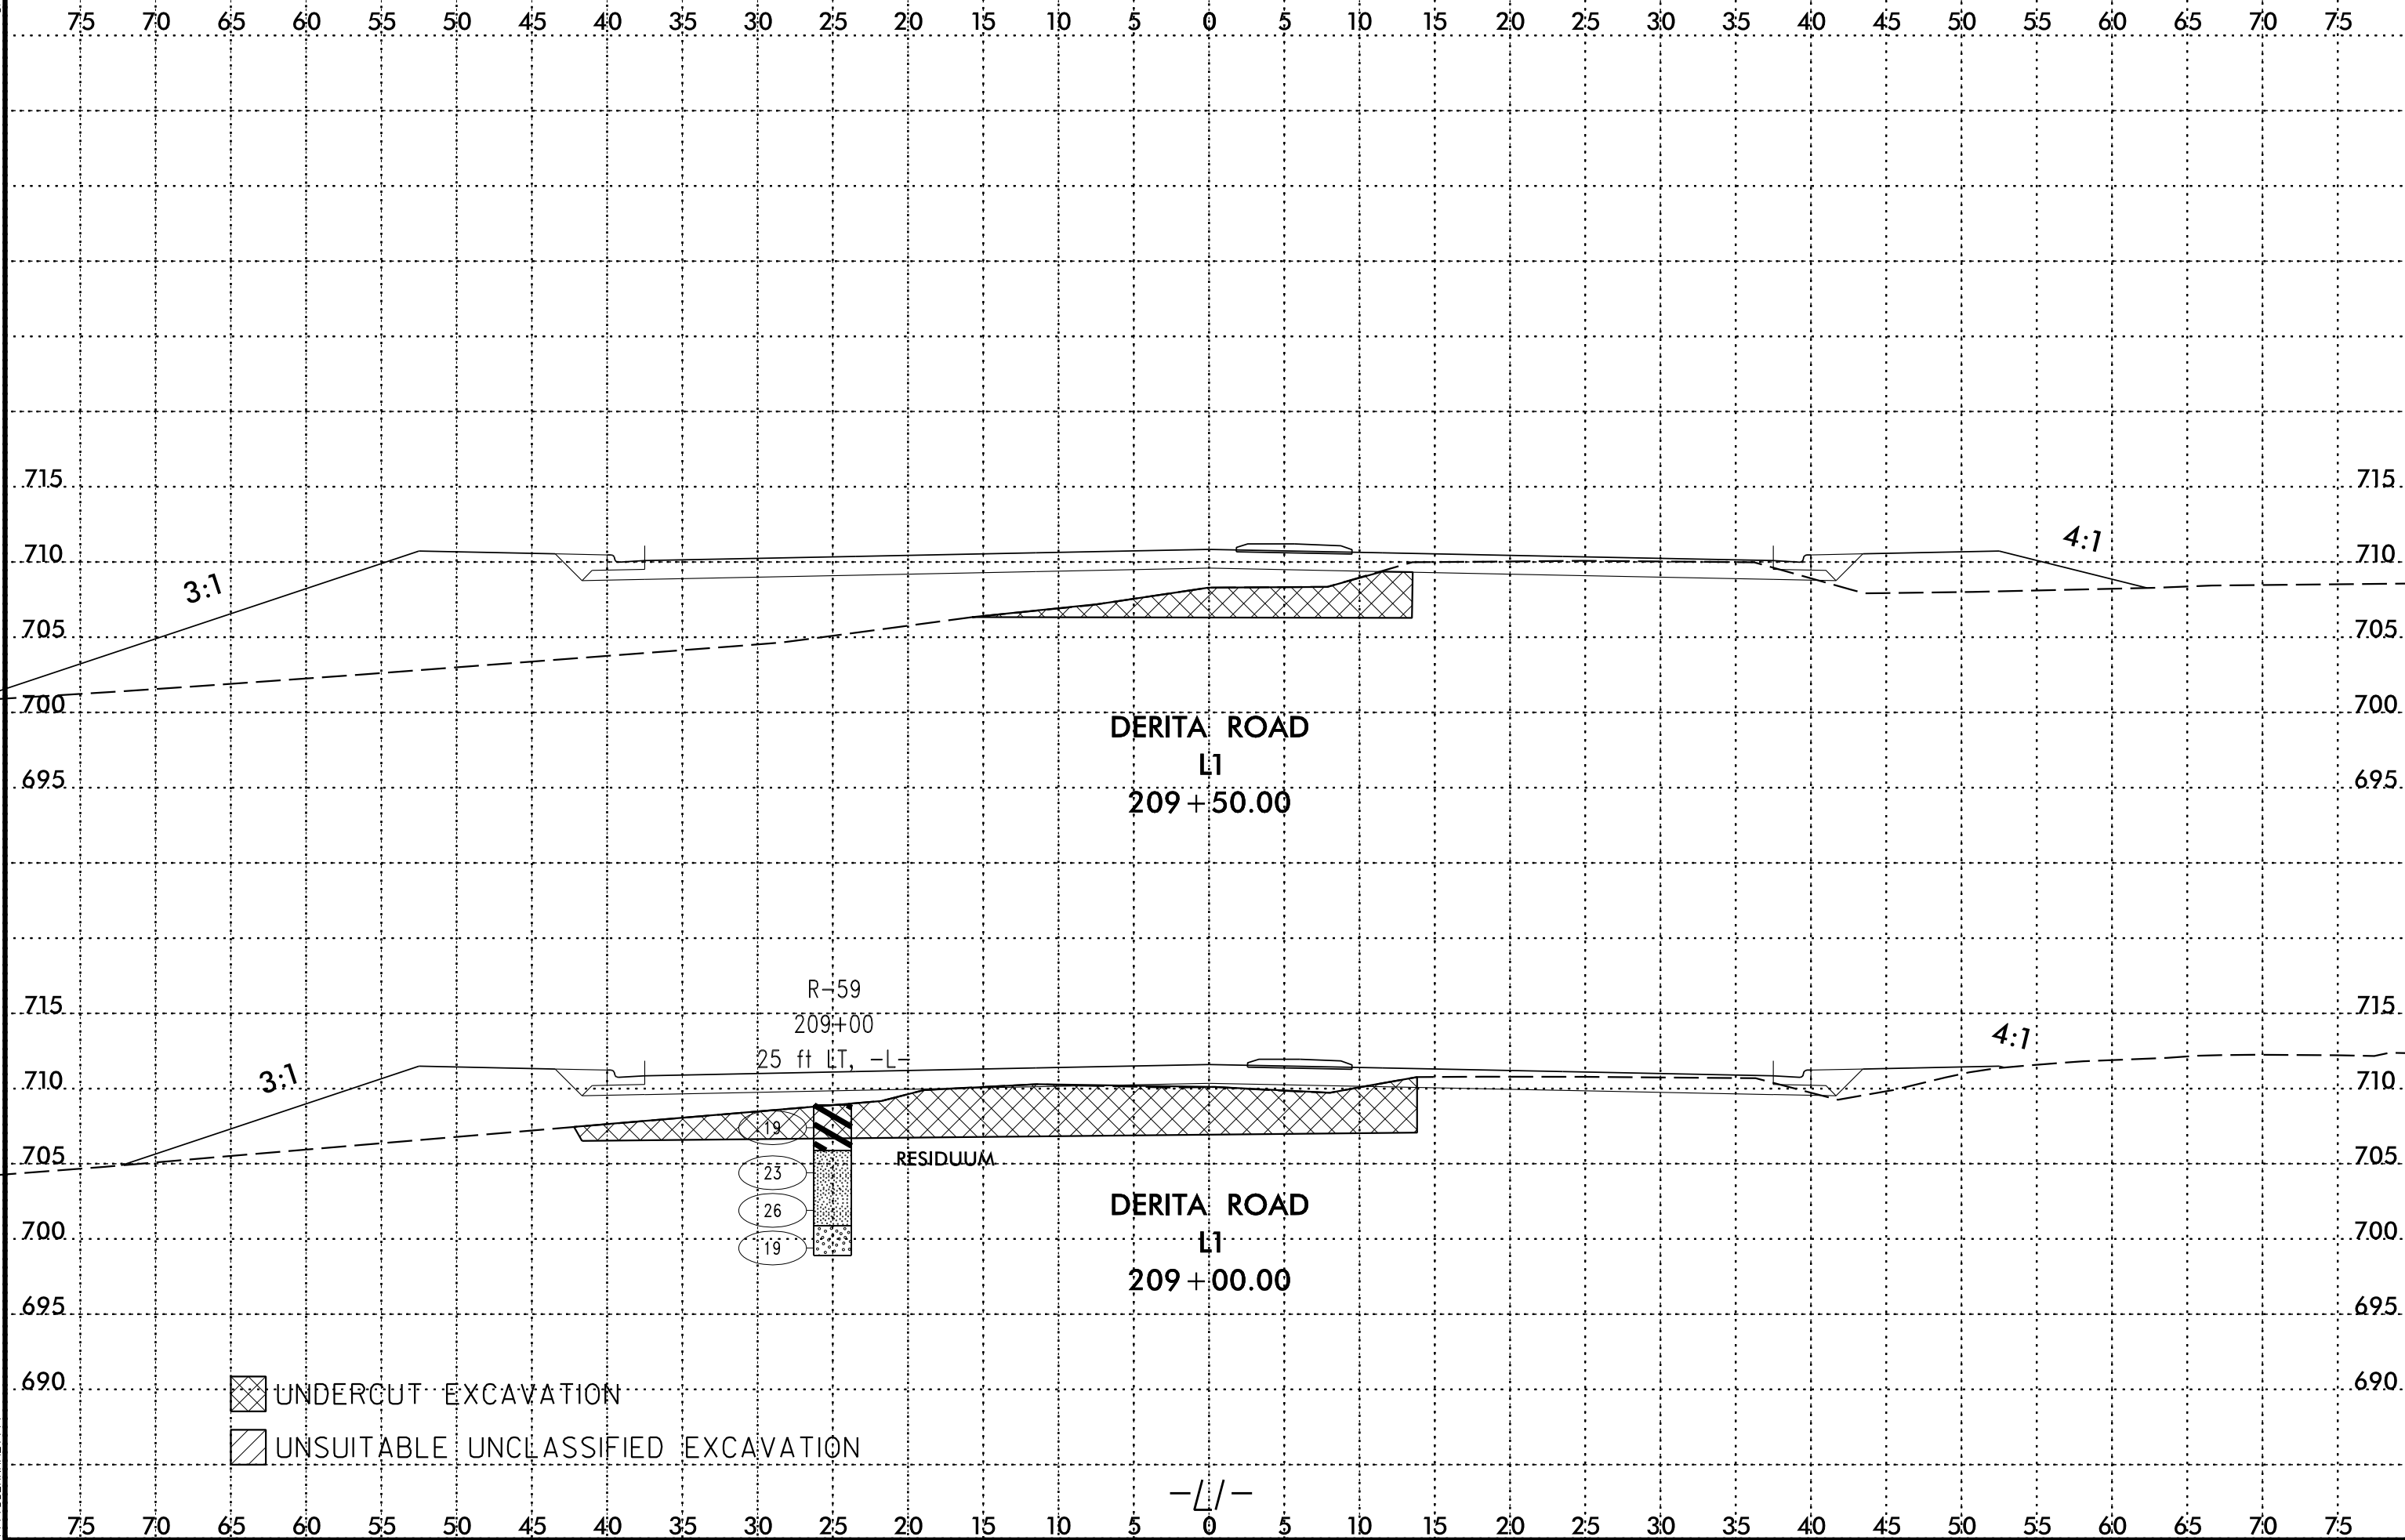 75 70 65 60 55 50 45 40 35 30 25 20 15 10 5 0 5 10 15 20 25 30 35 40 45 50 55 60 65 70 75
715 715
4:1
710 710
3:1
705 705
700 700
DERITA ROAD
L1
695 695
209+50.00
R-59
715 715
209+00
4:1
25 ft LT, -L-
3:1
710 710
19
RESIDUUM
705 705
23
DERITA ROAD
26
700 700
L1
19
209+00.00
695 695
690 690
UNDERCUT EXCAVATION
UNSUITABLE UNCLASSIFIED EXCAVATION
-L1-
75 70 65 60 55 50 45 40 35 30 25 20 15 10 5 0 5 10 15 20 25 30 35 40 45 50 55 60 65 70 75